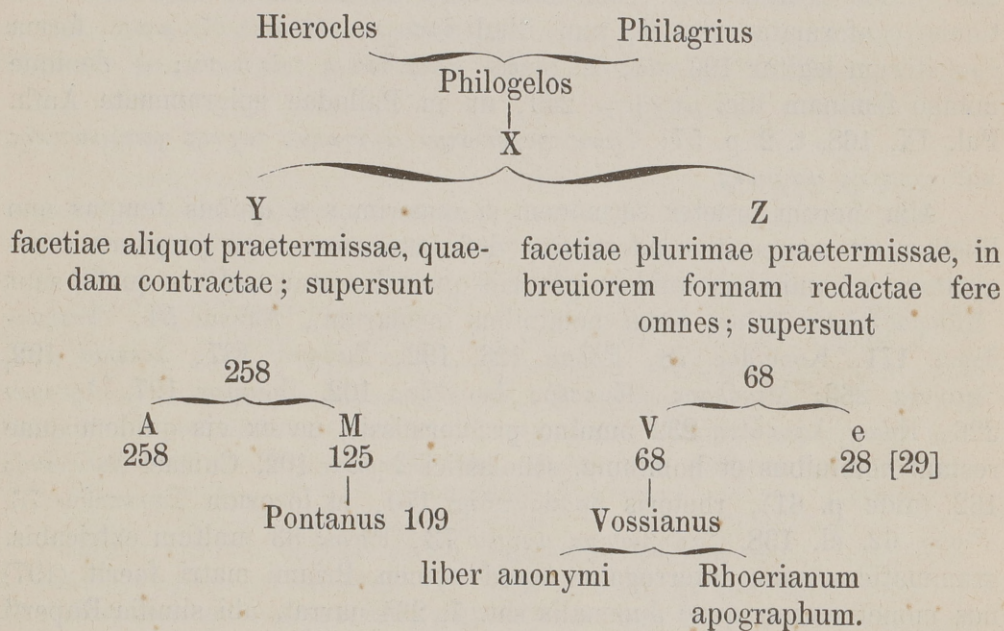 Hierocles Philagrius
Philogelos
X
Y Z
facetiae aliquot praetermissae, quae-
dam contractae; supersunt
facetiae plurimae praetermissae, in
breuiorem formam redactae fere
omnes; supersunt
258 68
A M V e
258 125 68 28 [29]
Pontanus 109 Vossianus
liber anonymi Rhoerianum
apographum.